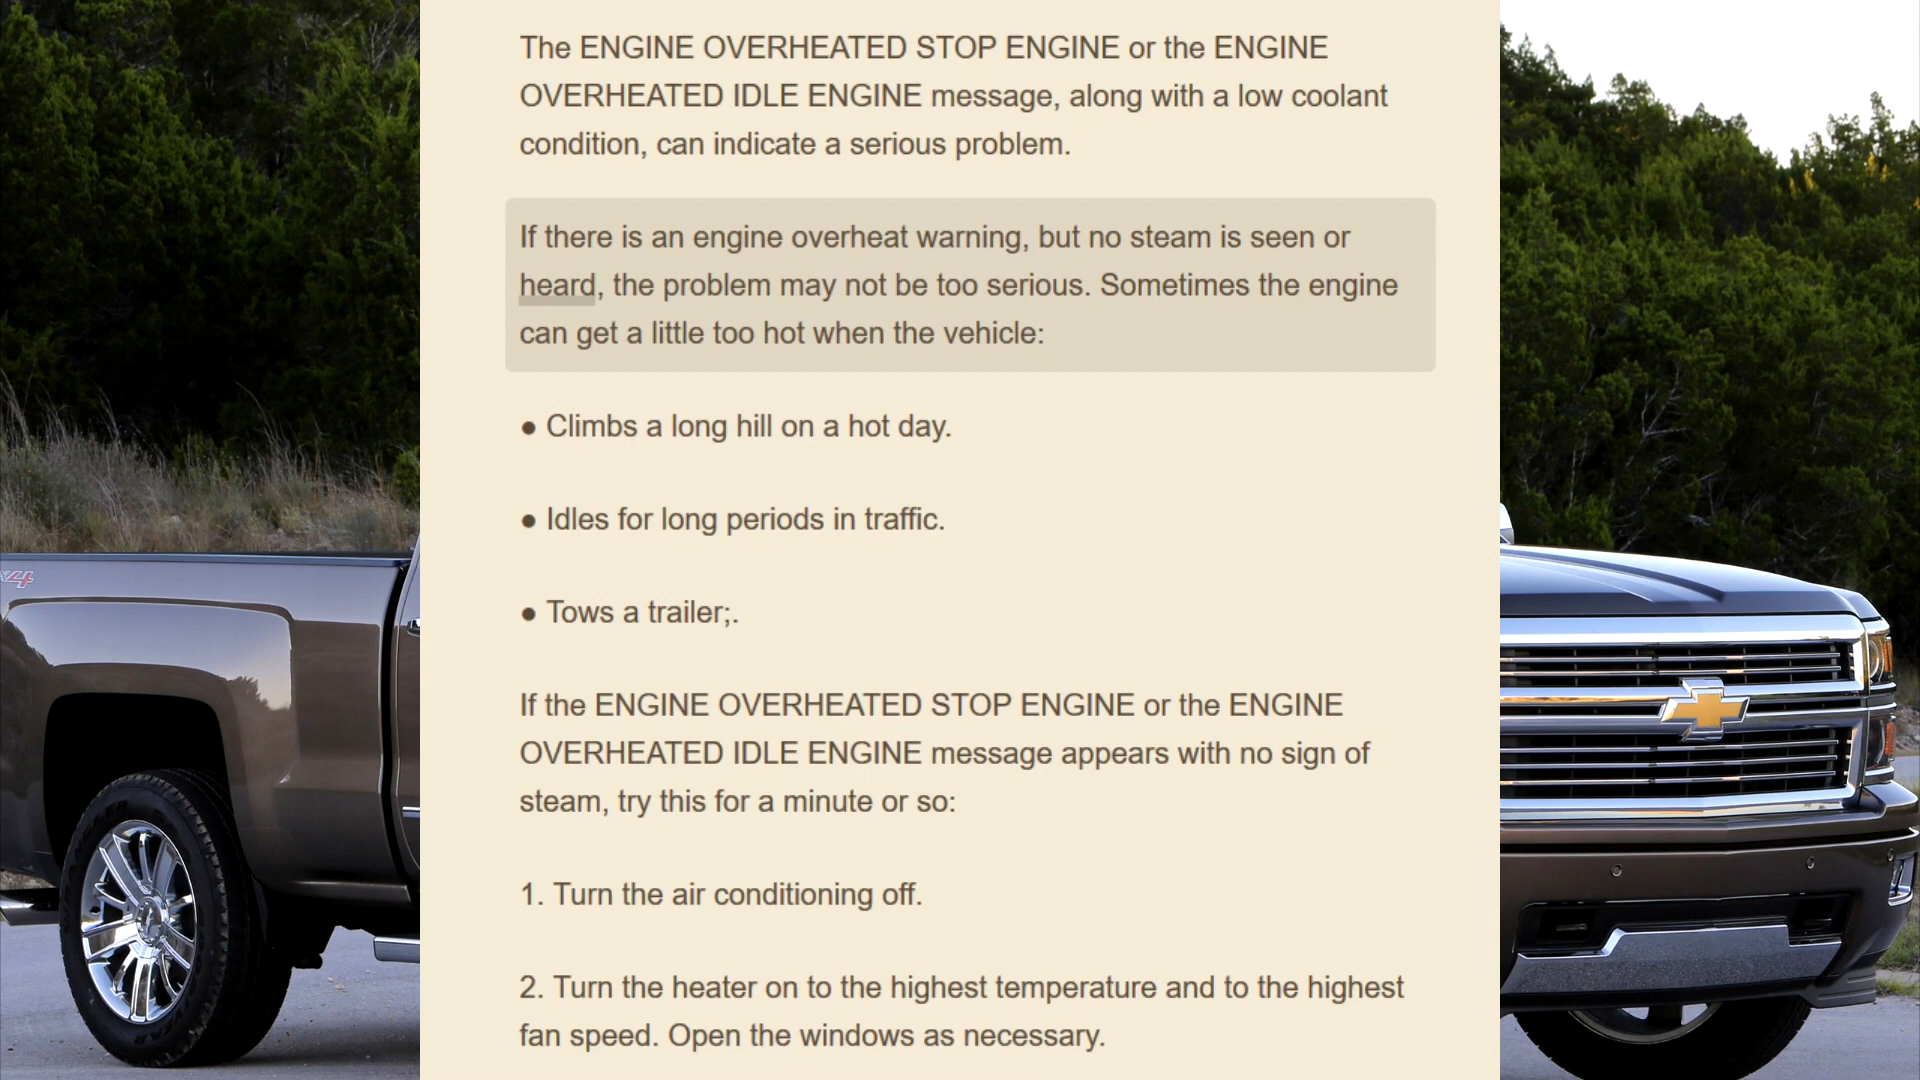 The ENGINE OVERHEATED STOP ENGINE or the ENGINE
OVERHEATED IDLE ENGINE message, along with a low coolant
condition, can indicate a serious problem.
If there is an engine overheat warning, but no steam is seen or
heard, the problem may not be too serious. Sometimes the engine
can get a little too hot when the vehicle:
● Climbs a long hill on a hot day.
● Idles for long periods in traffic.
● Tows a trailer;.
If the ENGINE OVERHEATED STOP ENGINE or the ENGINE
OVERHEATED IDLE ENGINE message appears with no sign of
steam, try this for a minute or so:
1. Turn the air conditioning off.
2. Turn the heater on to the highest temperature and to the highest
fan speed. Open the windows as necessary.
x4